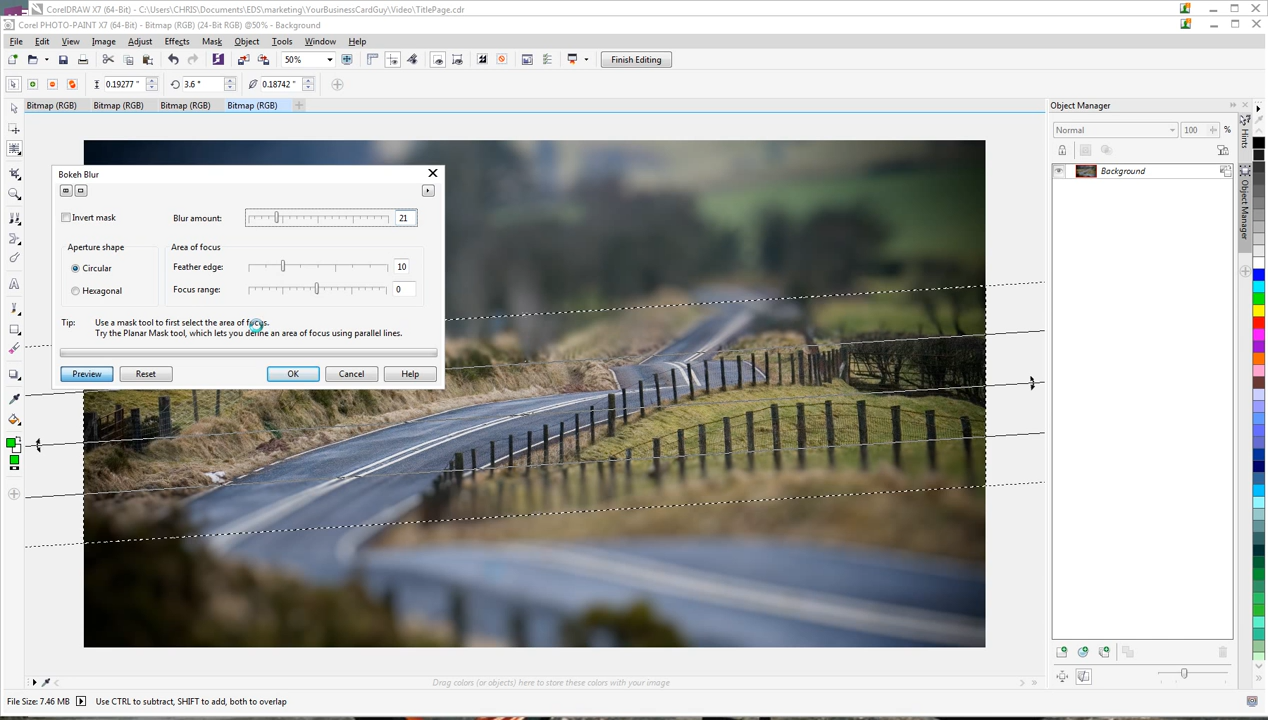 CorelDRAW X7 (64-Bit) - C:\Users\CHRIS\Documents\EDS\marketing\YourBusinessCardGuy\Video\TitlePage.cdr
Corel PHOTO-PAINT X7 (64-Bit) - Bitmap (RGB) (24-Bit RGB) @50% - Background
File Edit View Image Adjust Effects Mask Object Tools Window Help
50% Finish Editing
0.19277 " 3.6 ° 0.18742 "
Bitmap (RGB) Bitmap (RGB) Bitmap (RGB) Bitmap (RGB)
Object Manager
Normal 100 %
Background
Hints
Object Manager
Bokeh Blur
Invert mask Blur amount: 21
Aperture shape Area of focus
Circular Feather edge: 10
Hexagonal Focus range: 0
Tip: Use a mask tool to first select the area of focus.
Try the Planar Mask tool, which lets you define an area of focus using parallel lines.
Preview Reset OK Cancel Help
Drag colors (or objects) here to store these colors with your image
File Size: 7.46 MB Use CTRL to subtract, SHIFT to add, both to overlap